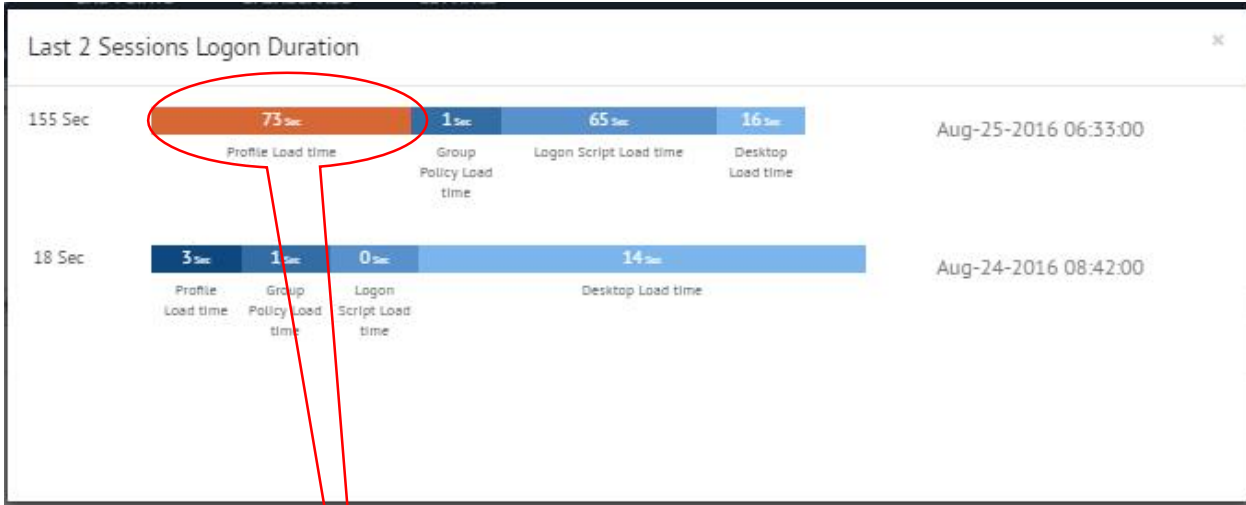 Last 2 Sessions Logon Duration
×
155 Sec
73 Sec
1 Sec
65 Sec
16 Sec
Aug-25-2016 06:33:00
Profile Load time
Group
Policy Load
time
Logon Script Load time
Desktop
Load time
18 Sec
3 Sec
1 Sec
0 Sec
14 Sec
Aug-24-2016 08:42:00
Profile
Load time
Group
Policy Load
time
Logon
Script Load
time
Desktop Load time